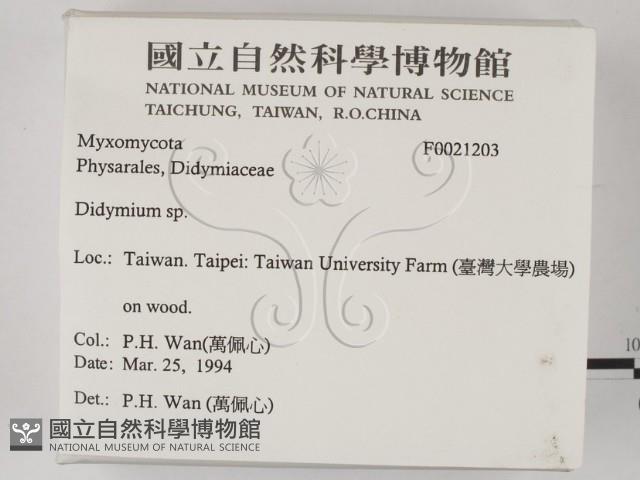 國立自然科學博物館
NATIONAL MUSEUM OF NATURAL SCIENCE
TAICHUNG, TAIWAN, R.O.CHINA
Myxomycota F0021203
Physarales, Didymiaceae
Didymium sp.
Loc.: Taiwan. Taipei: Taiwan University Farm (臺灣大學農場)
on wood.
Col.: P.H. Wan(萬佩心)
Date: Mar. 25, 1994
Det.: P.H. Wan (萬佩心)
國立自然科學博物館
NATIONAL MUSEUM OF NATURAL SCIENCE
10